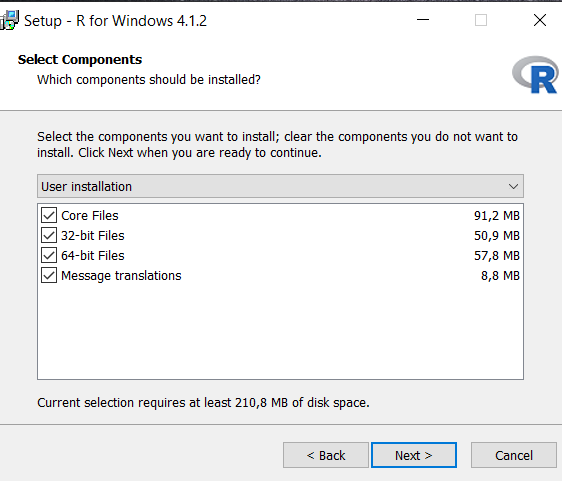 Setup - R for Windows 4.1.2
Select Components
Which components should be installed?
R
Select the components you want to install; clear the components you do not want to
install. Click Next when you are ready to continue.
User installation
Core Files 91,2 MB
32-bit Files 50,9 MB
64-bit Files 57,8 MB
Message translations 8,8 MB
Current selection requires at least 210,8 MB of disk space.
< Back Next > Cancel